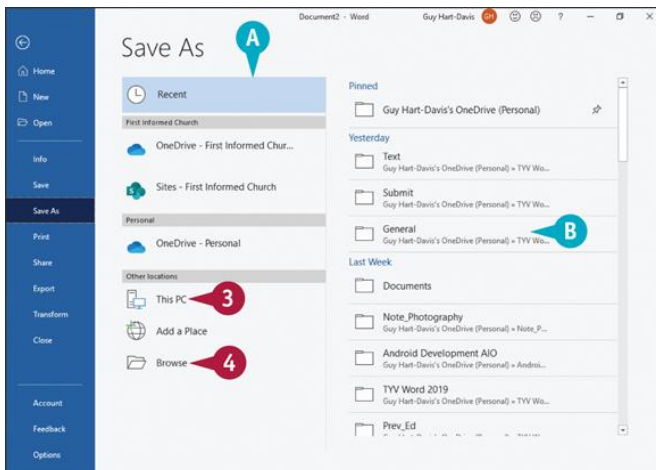 Document2 - Word
Guy Hart-Davis
GH
?
Save As
A
Home
New
Open
Info
Save
Save As
Print
Share
Export
Transform
Close
Account
Feedback
Options
Recent
First Informed Church
OneDrive - First Informed Chur...
Sites - First Informed Church
Personal
OneDrive - Personal
Other locations
This PC
3
Add a Place
Browse
4
Pinned
Guy Hart-Davis's OneDrive (Personal)
Yesterday
Text
Guy Hart-Davis's OneDrive (Personal) » TYV Wo...
Submit
Guy Hart-Davis's OneDrive (Personal) » TYV Wo...
General
Guy Hart-Davis's OneDrive (Personal) » TYV Wo...
B
Last Week
Documents
Note_Photography
Guy Hart-Davis's OneDrive (Personal) » Note_P...
Android Development AIO
Guy Hart-Davis's OneDrive (Personal) » Androi...
TYV Word 2019
Guy Hart-Davis's OneDrive (Personal) » TYV Wo...
Prev_Ed